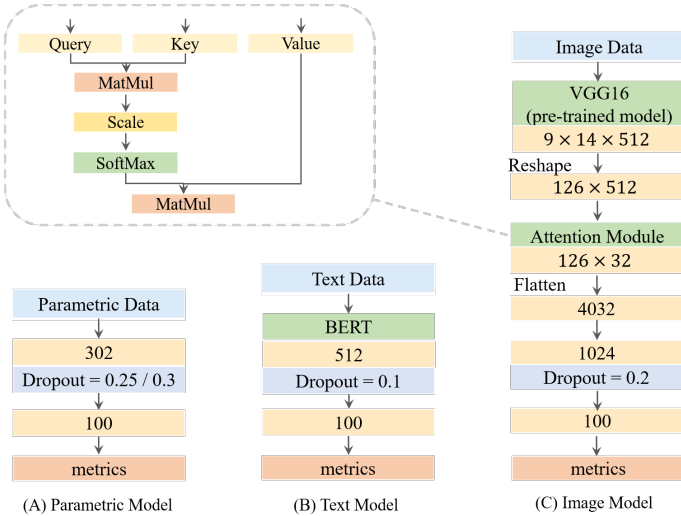 Query
Key
Value
MatMul
Scale
SoftMax
MatMul
Parametric Data
302
Dropout = 0.25 / 0.3
100
metrics
(A) Parametric Model
Text Data
BERT
512
Dropout = 0.1
100
metrics
(B) Text Model
Image Data
VGG16
(pre-trained model)
9 × 14 × 512
Reshape
126 × 512
Attention Module
126 × 32
Flatten
4032
1024
Dropout = 0.2
100
metrics
(C) Image Model